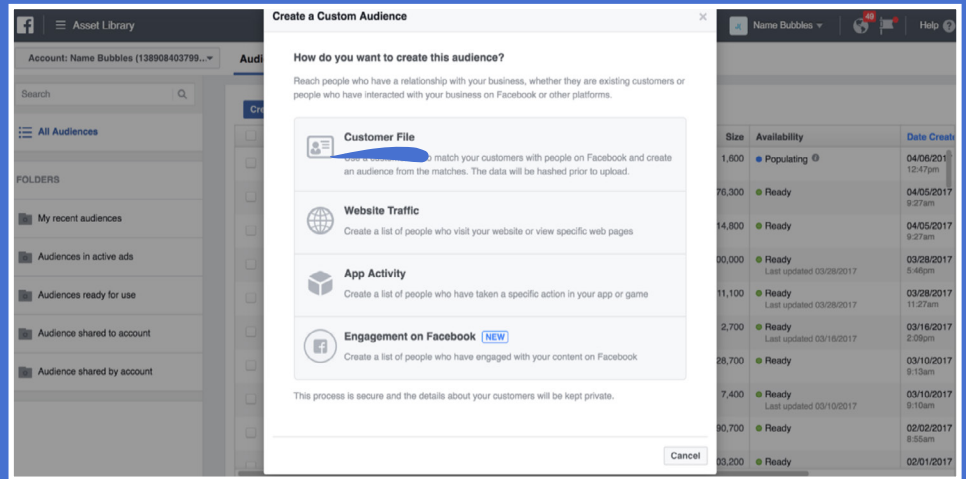 Asset Library
Create a Custom Audience
Name Bubbles
49
Help
Account: Name Bubbles (138908403799...
Audi
Search
All Audiences
FOLDERS
My recent audiences
Audiences in active ads
Audiences ready for use
Audience shared to account
Audience shared by account
Cre
How do you want to create this audience?
Reach people who have a relationship with your business, whether they are existing customers or
people who have interacted with your business on Facebook or other platforms.
Customer File
to match your customers with people on Facebook and create
an audience from the matches. The data will be hashed prior to upload.
Website Traffic
Create a list of people who visit your website or view specific web pages
App Activity
Create a list of people who have taken a specific action in your app or game
Engagement on Facebook NEW
Create a list of people who have engaged with your content on Facebook
This process is secure and the details about your customers will be kept private.
Cancel
Size Availability Date Create
1,600 Populating 04/06/201
12:47pm
76,300 Ready 04/05/2017
9:27am
14,800 Ready 04/05/2017
9:27am
00,000 Ready 03/28/2017
Last updated 03/28/2017 5:46pm
11,100 Ready 03/28/2017
Last updated 03/28/2017 11:27am
2,700 Ready 03/16/2017
Last updated 03/16/2017 2:09pm
28,700 Ready 03/10/2017
9:13am
7,400 Ready 03/10/2017
Last updated 03/10/2017 9:10am
90,700 Ready 02/02/2017
8:55am
03,200 Ready 02/01/2017